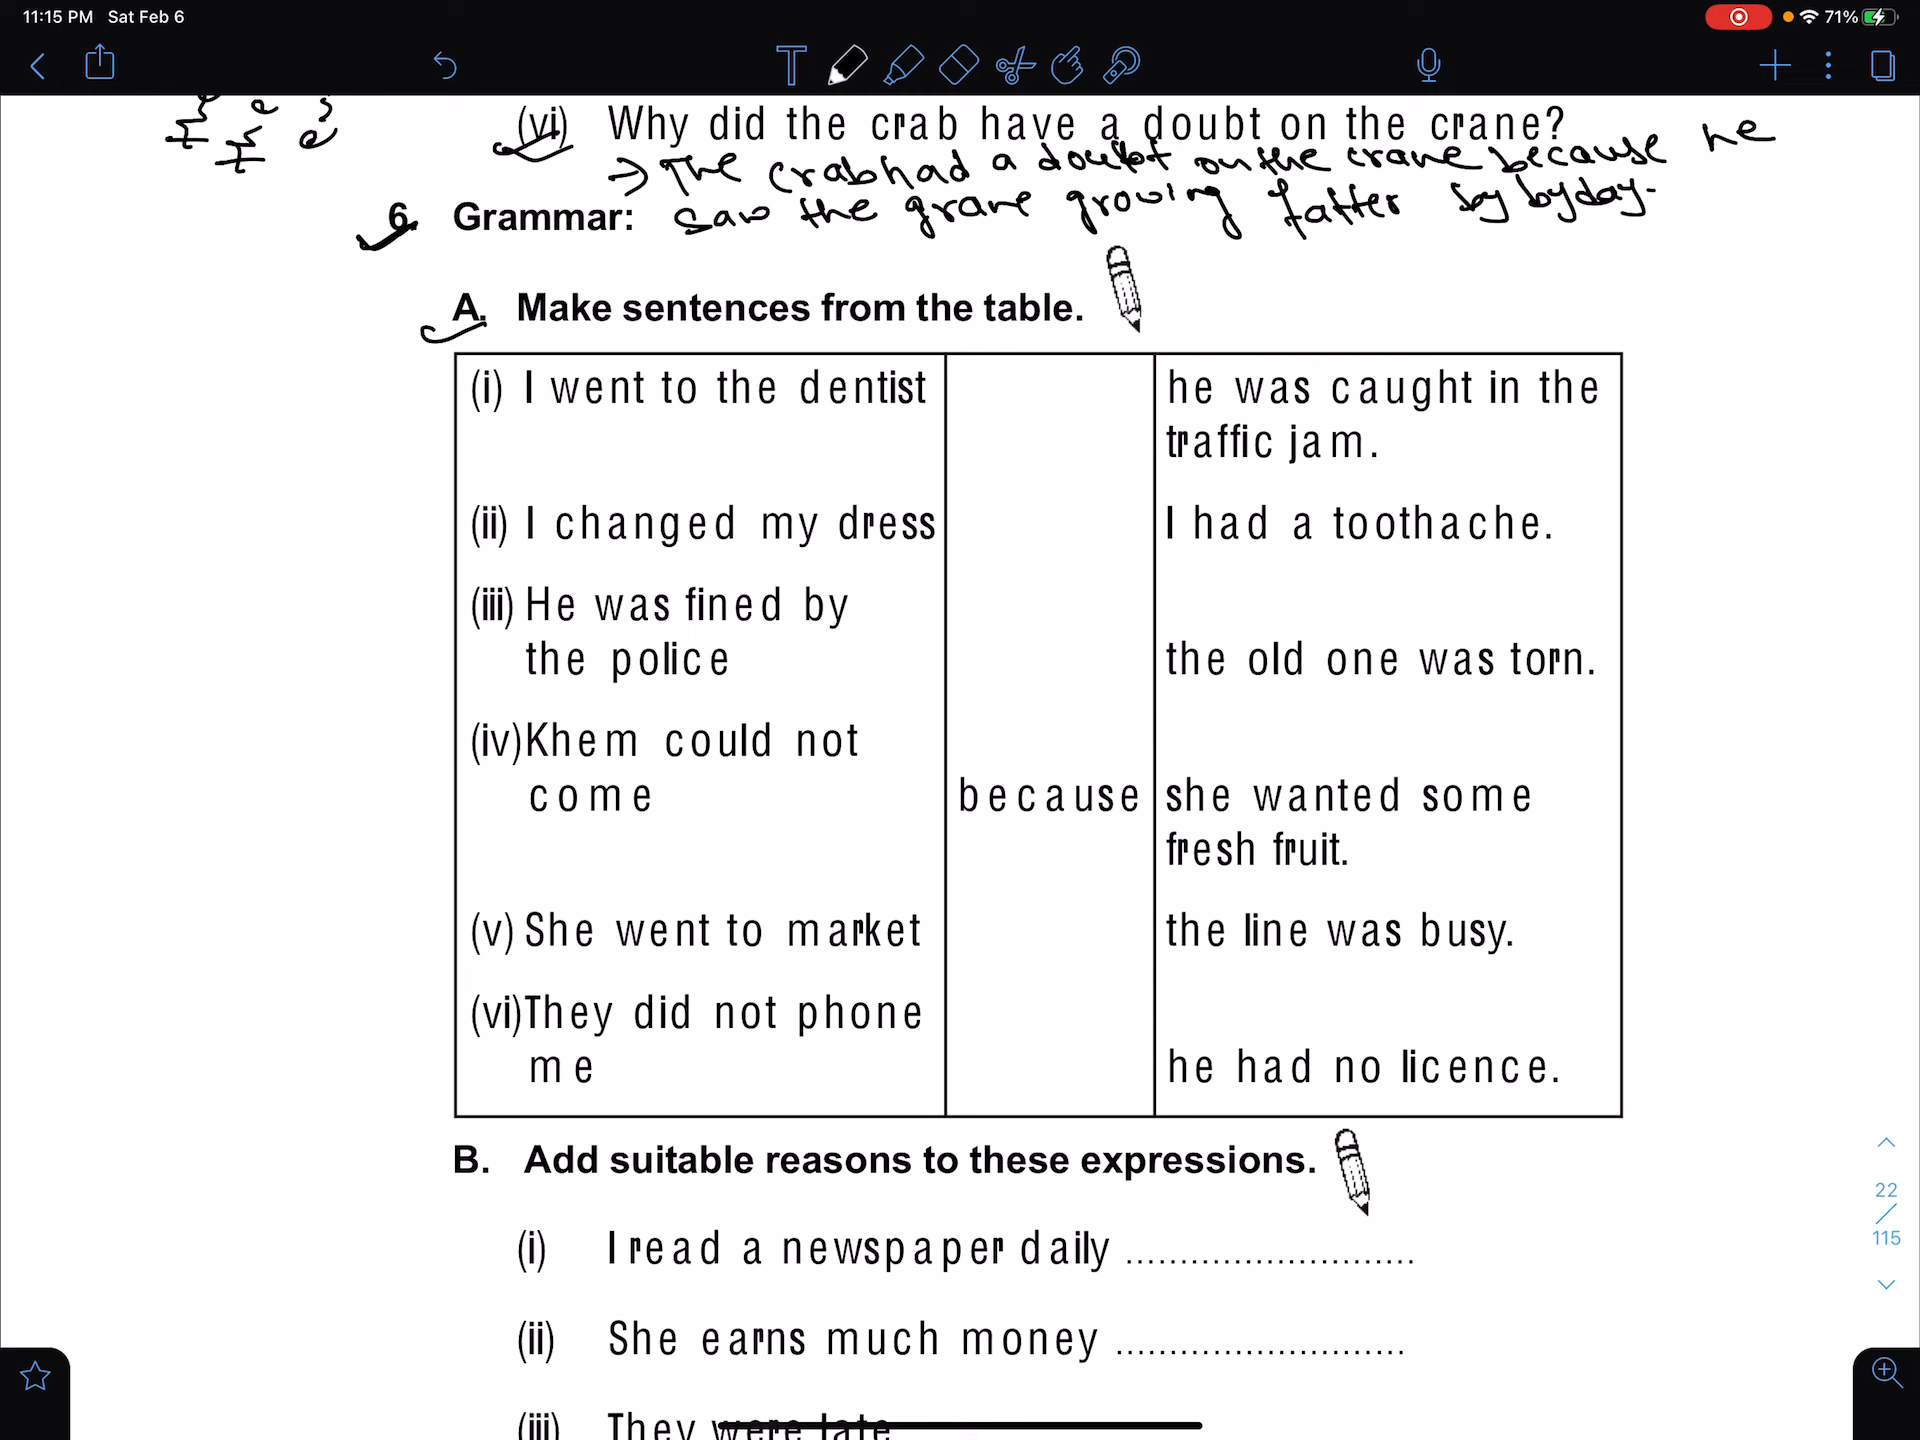 11:15 PM Sat Feb 6
71%
(vi) Why did the crab have a doubt on the crane?
→ The crab had a doubt on the crane because he
6. Grammar: saw the grane growing fatter by day.
A. Make sentences from the table.
(i) I went to the dentist he was caught in the
traffic jam.
(ii) I changed my dress I had a toothache.
(iii) He was fined by
the police the old one was torn.
(iv) Khem could not
come because she wanted some
fresh fruit.
(v) She went to market the line was busy.
(vi) They did not phone
me he had no licence.
B. Add suitable reasons to these expressions.
(i) I read a newspaper daily ...........................
22
/
115
(ii) She earns much money ...........................
(iii) They were late